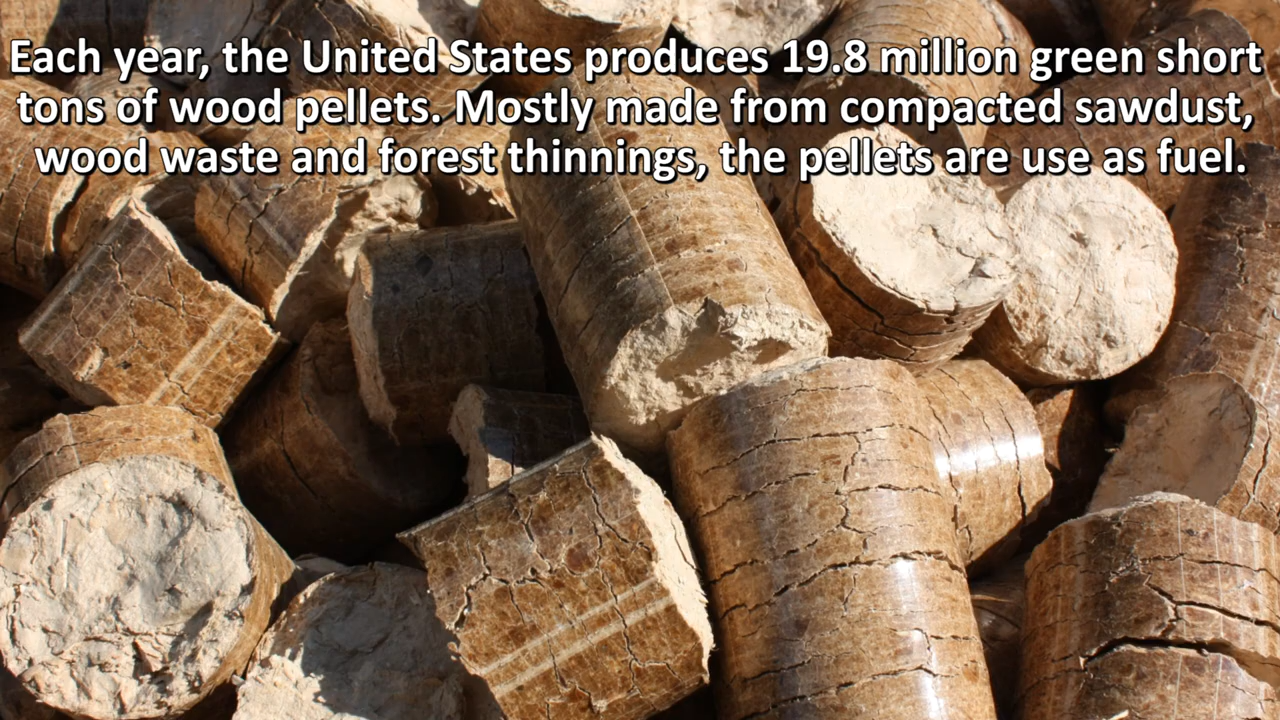 Each year, the United States produces 19.8 million green short
tons of wood pellets. Mostly made from compacted sawdust,
wood waste and forest thinnings, the pellets are use as fuel.